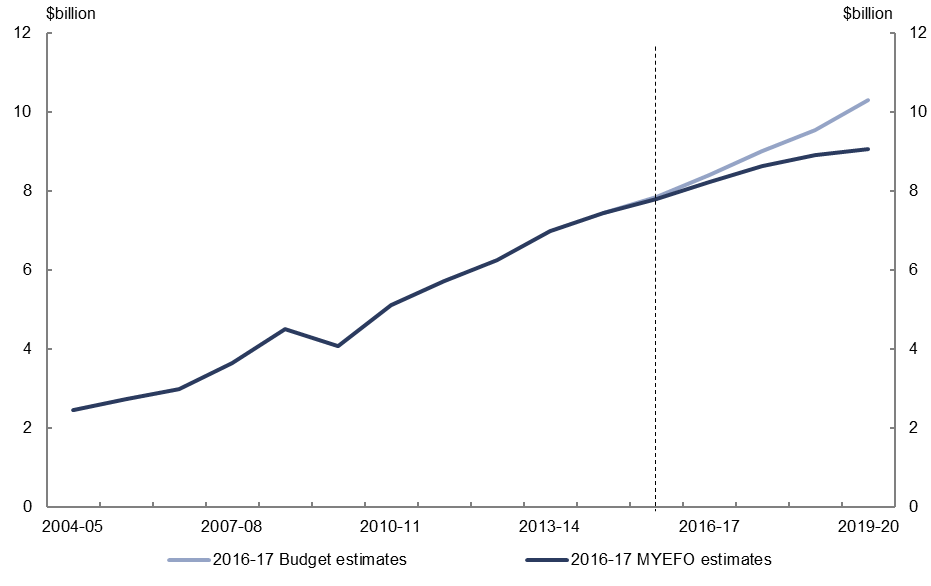 $billion $billion
12 12
10 10
8 8
6 6
4 4
2 2
0 0
2004-05 2007-08 2010-11 2013-14 2016-17 2019-20
2016-17 Budget estimates 2016-17 MYEFO estimates